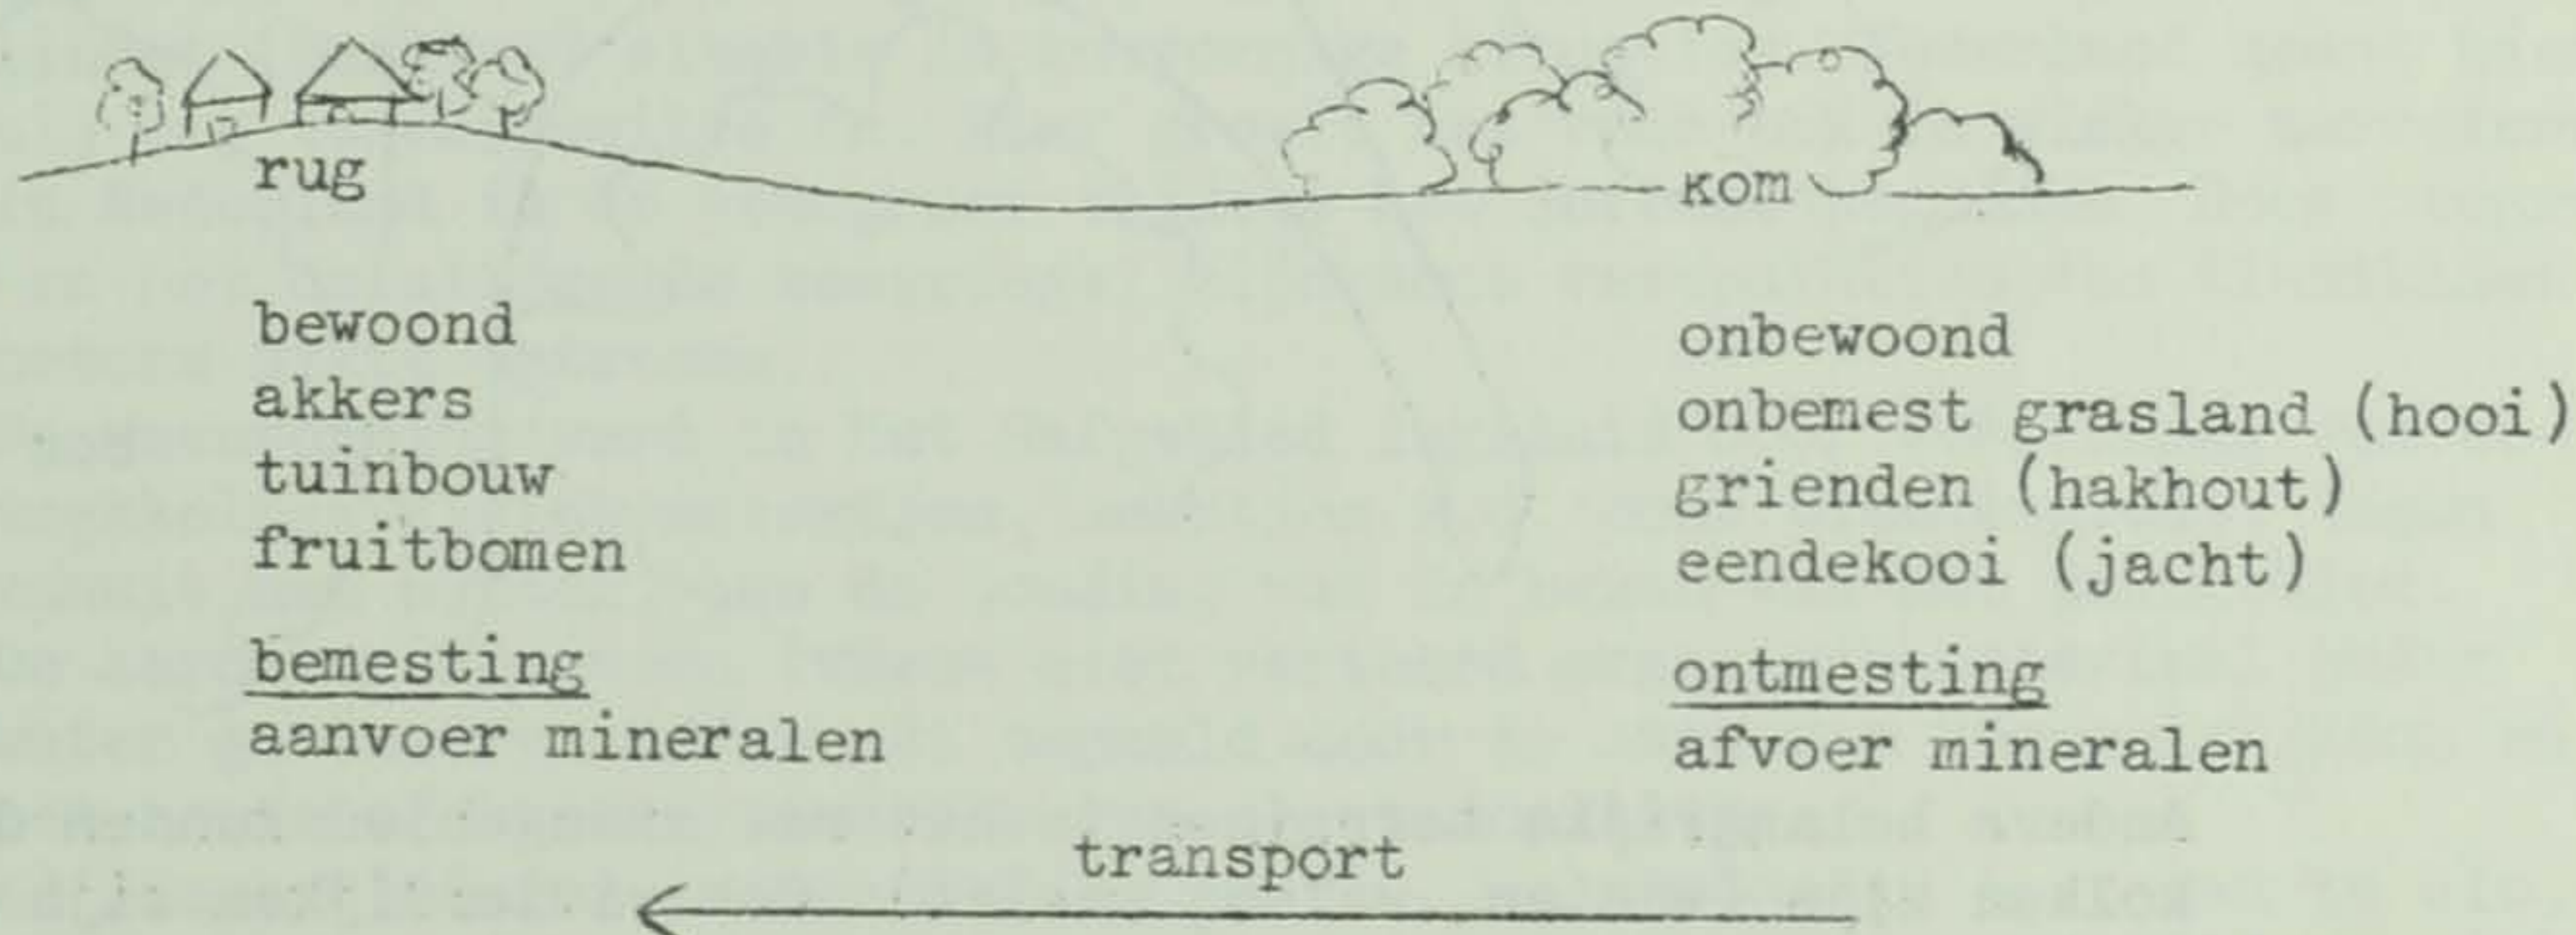 rug
kom
bewoond
akkers
tuinbouw
fruitbomen
bemesting
aanvoer mineralen
onbewoond
onbemest grasland (hooi)
grienden (hakhout)
eendekooi (jacht)
ontmesting
afvoer mineralen
transport